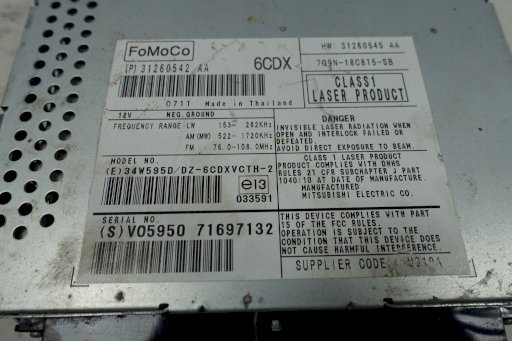 FoMoCo
6CDX
HW: 31260545 AA
(P) 31260542 AA
7G9N-18C815-SB
C711 Made in Thailand
CLASS1
LASER PRODUCT
12V NEG.GROUND
FREQUENCY RANGE LW 153- 282KHz
AM (MW) 522- 1720KHz
FM 76.0-108.0MHz
DANGER
INVISIBLE LASER RADIATION WHEN
OPEN AND INTERLOCK FAILED OR
DEFEATED.
AVOID DIRECT EXPOSURE TO BEAM.
MODEL NO.
(E)34W595D/DZ-6CDXVCTH-2
e13
033591
CLASS 1 LASER PRODUCT
PRODUCT COMPLIES WITH DHHS
RULES 21 CFR SUBCHAPTER J PART
1040:10 AT DATE OF MANUFACTURE.
MANUFACTURED
MITSUBISHI ELECTRIC CO.
SERIAL NO.
(S) VO5950 71697132
THIS DEVICE COMPLIES WITH PART
15 OF THE FCC RULES.
OPERATION IS SUBJECT TO THE
CONDITION THAT THIS DEVICE DOES
NOT CAUSE HARMFUL INTERFERENCE.
SUPPLIER CODE